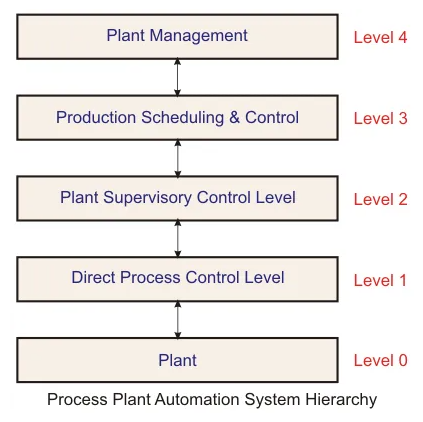 Plant Management
Level 4
Production Scheduling & Control
Level 3
Plant Supervisory Control Level
Level 2
Direct Process Control Level
Level 1
Plant
Level 0
Process Plant Automation System Hierarchy